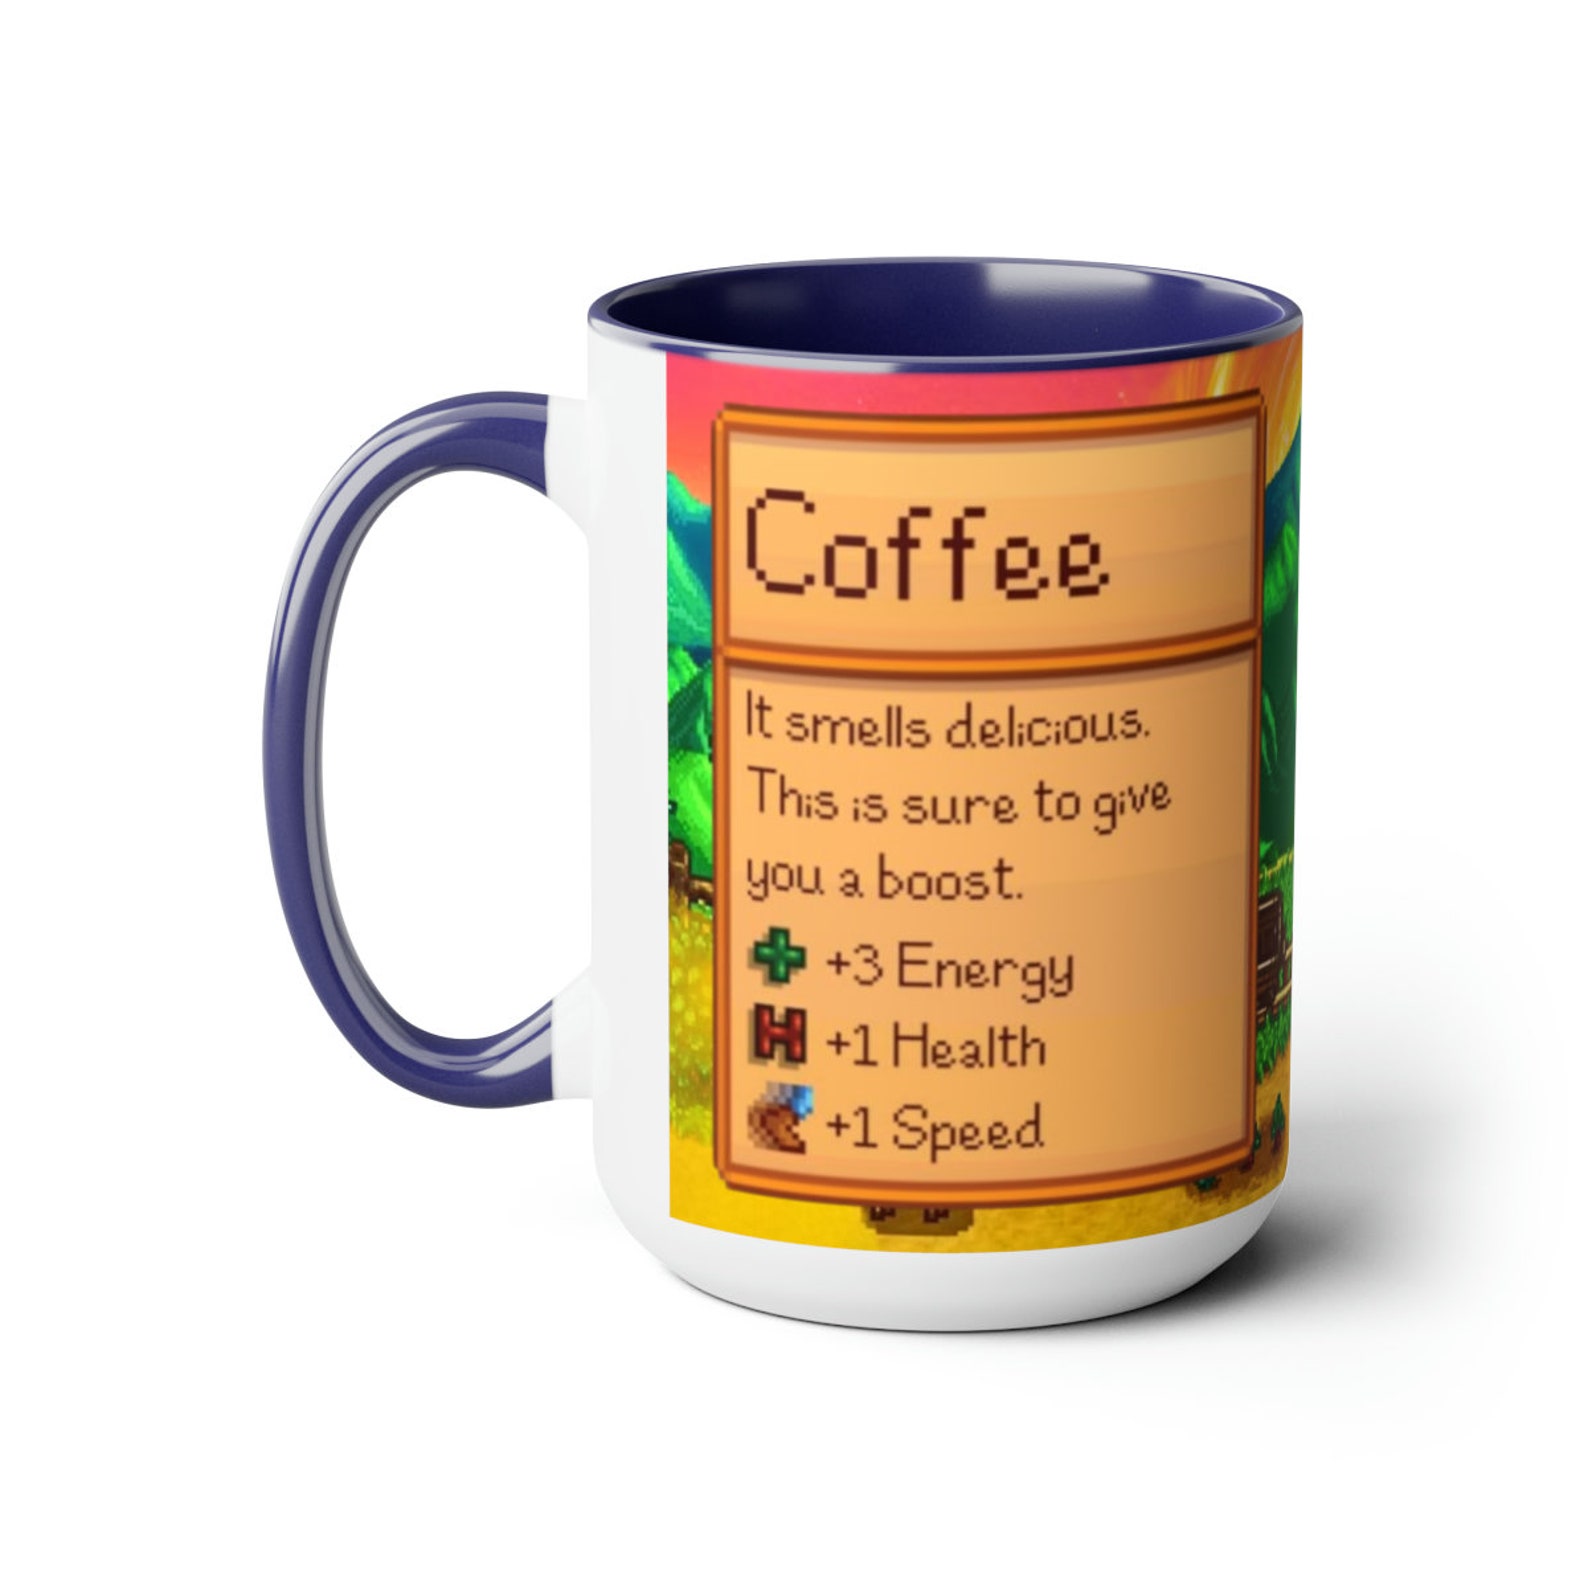 Coffee
It smells delicious.
This is sure to give
you a boost.
+3 Energy
+1 Health
+1 Speed